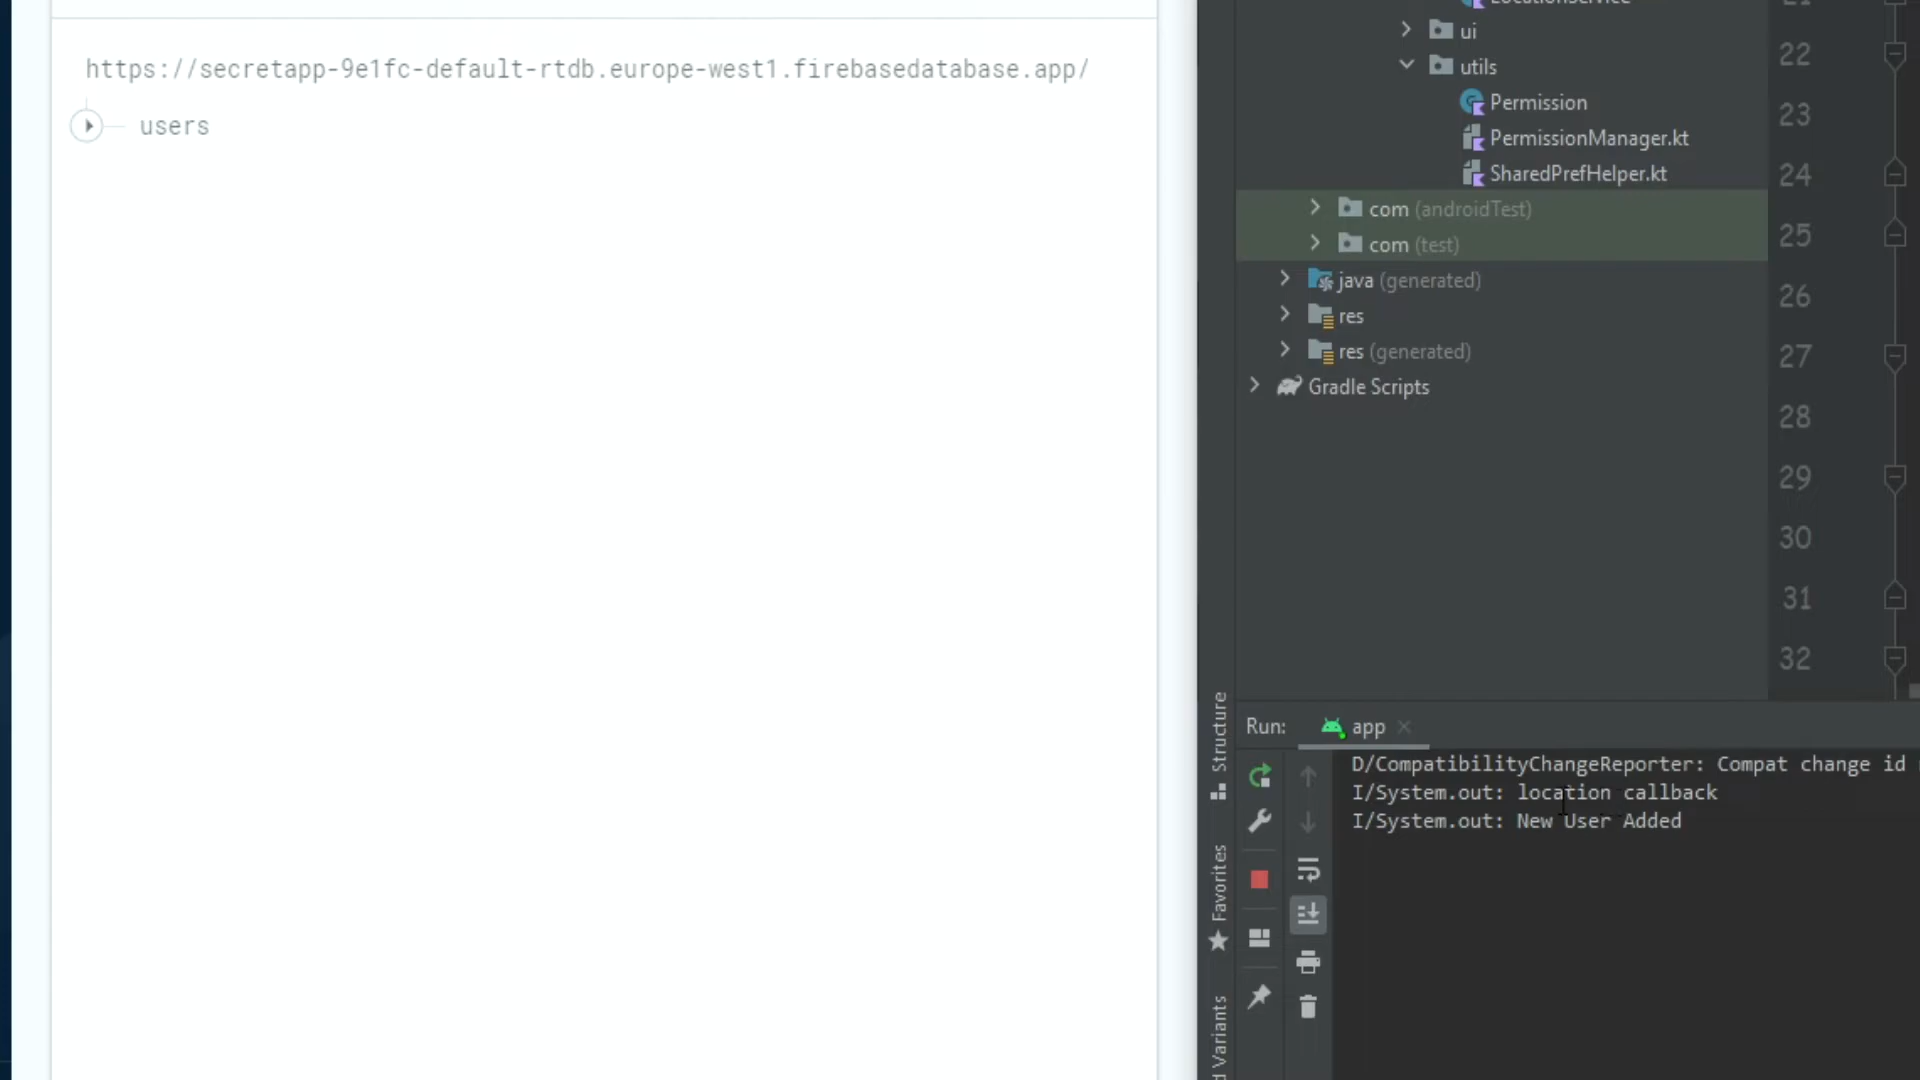 https://secretapp-9e1fc-default-rtdb.europe-west1.firebasedatabase.app/
users
LocationService
ui
utils
Permission
PermissionManager.kt
SharedPrefHelper.kt
com (androidTest)
com (test)
java (generated)
res
res (generated)
Gradle Scripts
21
22
23
24
25
26
27
28
29
30
31
32
Structure
Favorites
Variants
Run: app
D/CompatibilityChangeReporter: Compat change id
I/System.out: location callback
I/System.out: New User Added